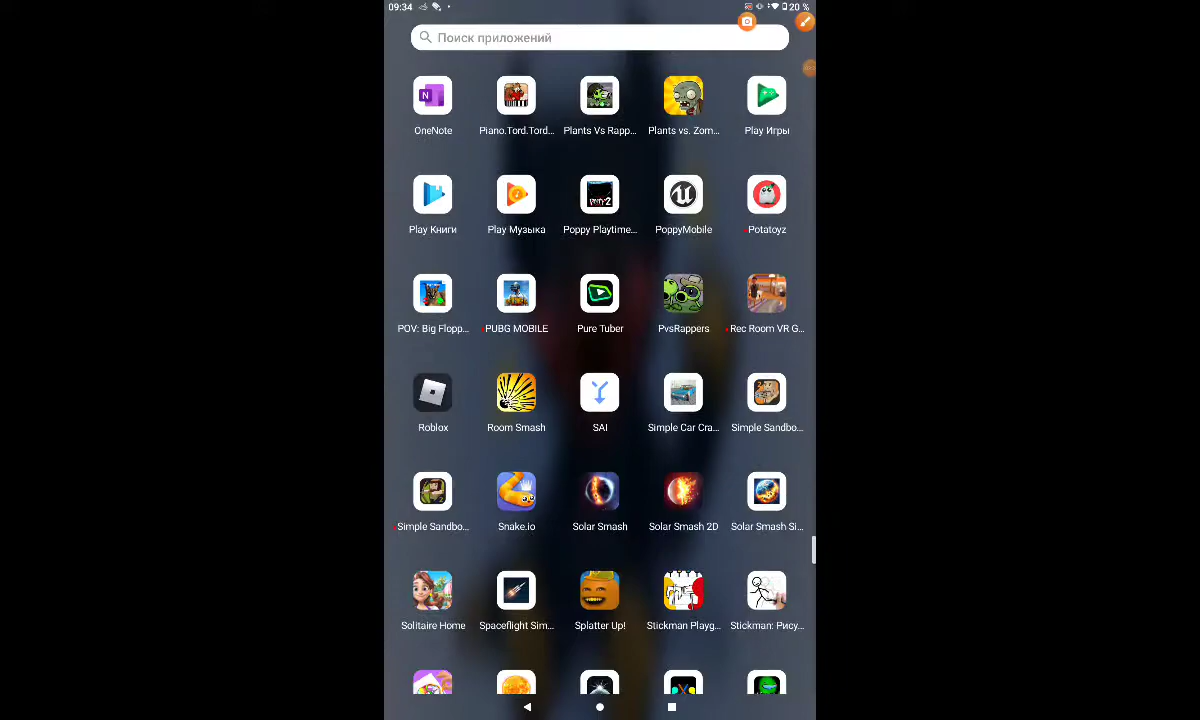 09:34 20 %
Поиск приложений
OneNote Piano.Tord.Tord... Plants Vs Rapp... Plants vs. Zom... Play Игры
Play Книги Play Музыка Poppy Playtime... PoppyMobile Potatoyz
POV: Big Flopp... PUBG MOBILE Pure Tuber PvsRappers Rec Room VR G...
Roblox Room Smash SAI Simple Car Cra... Simple Sandbo...
Simple Sandbo... Snake.io Solar Smash Solar Smash 2D Solar Smash Si...
Solitaire Home Spaceflight Sim... Splatter Up! Stickman Playg... Stickman: Рису...